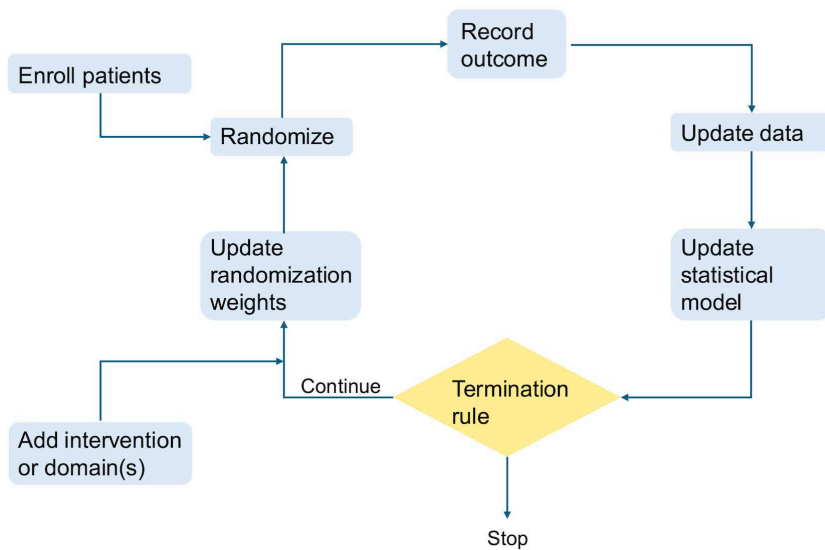 Enroll patients
Randomize
Record
outcome
Update data
Update
statistical
model
Termination
rule
Continue
Stop
Update
randomization
weights
Add intervention
or domain(s)